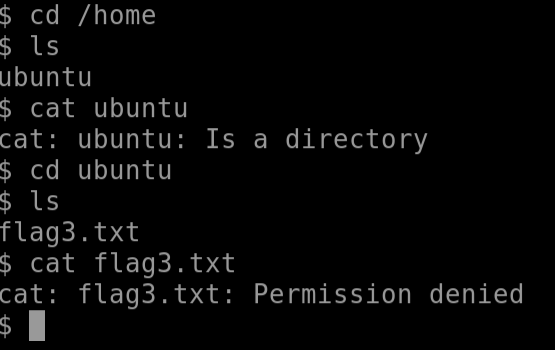 $ cd /home
$ ls
ubuntu
$ cat ubuntu
cat: ubuntu: Is a directory
$ cd ubuntu
$ ls
flag3.txt
$ cat flag3.txt
cat: flag3.txt: Permission denied
$